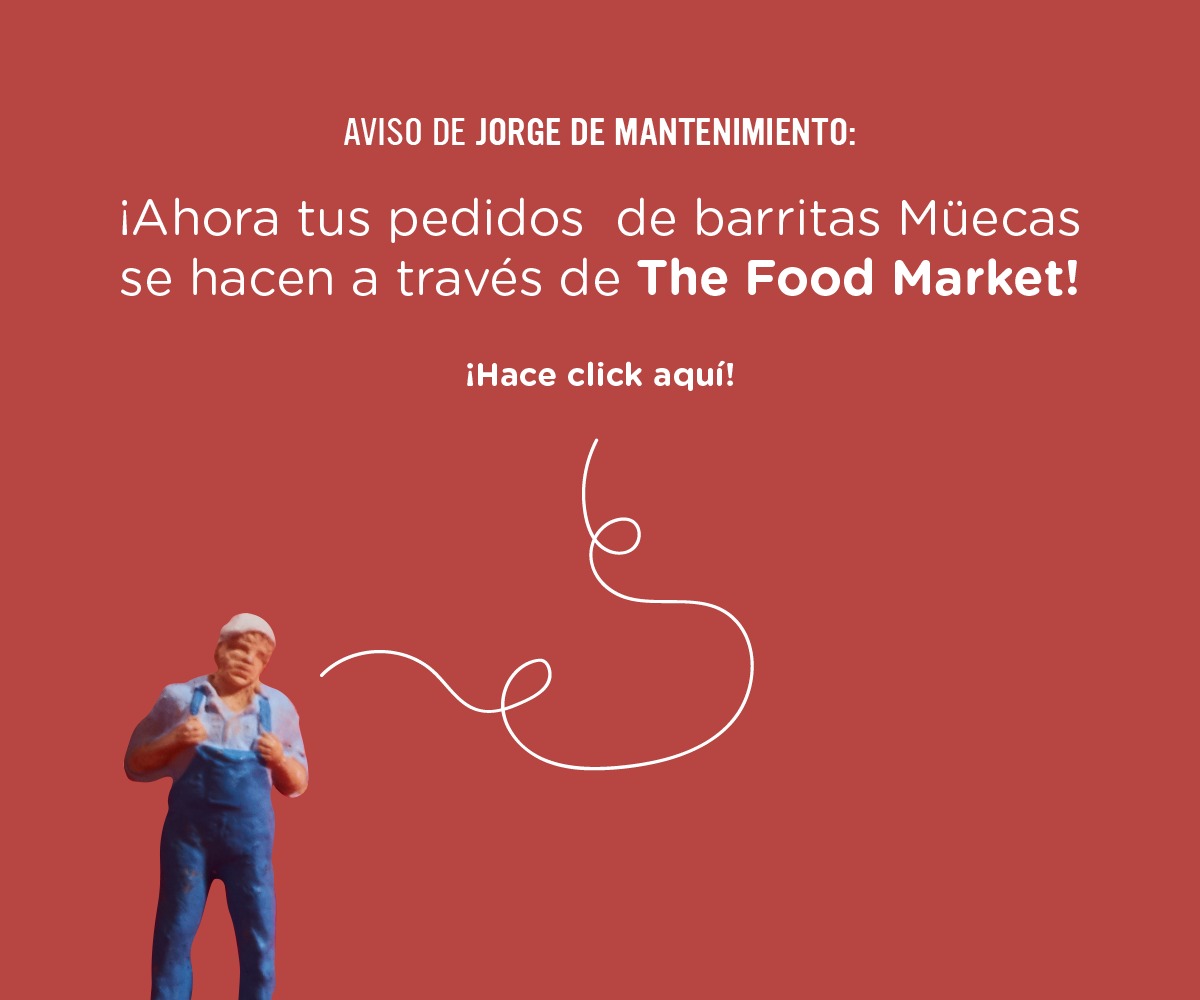 AVISO DE JORGE DE MANTENIMIENTO:
¡Ahora tus pedidos de barritas Müecas
se hacen a través de The Food Market!
¡Hace click aquí!